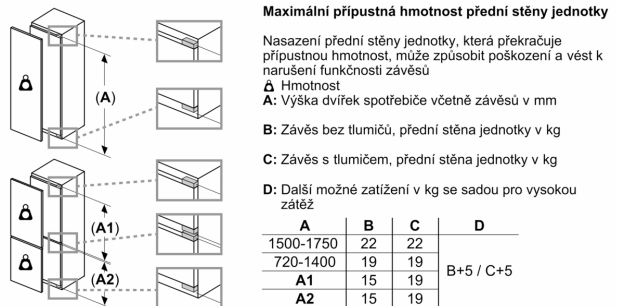 Maximální přípustná hmotnost přední stěny jednotky
Nasazení přední stěny jednotky, která překračuje
přípustnou hmotnost, může způsobit poškození a vést k
narušení funkčnosti závěsů
Hmotnost
A: Výška dvířek spotřebiče včetně závěsů v mm
B: Závěs bez tlumičů, přední stěna jednotky v kg
C: Závěs s tlumičem, přední stěna jednotky v kg
D: Další možné zatížení v kg se sadou pro vysokou
zátěž
A B C D
1500-1750 22 22
720-1400 19 19
B+5 / C+5
A1 15 19
A2 15 19
(A)
(A1)
(A2)